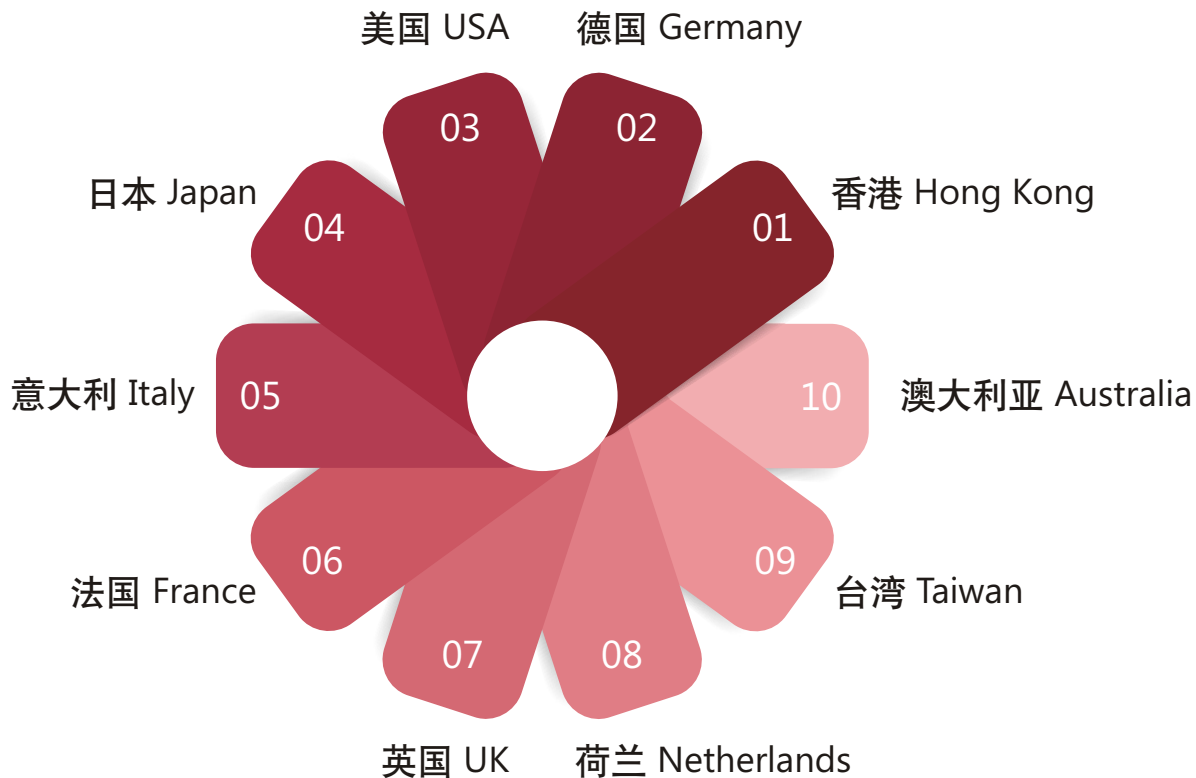 美国 USA
德国 Germany
03
02
日本 Japan
香港 Hong Kong
04
01
意大利 Italy
05
10
澳大利亚 Australia
06
09
法国 France
台湾 Taiwan
07
08
英国 UK
荷兰 Netherlands